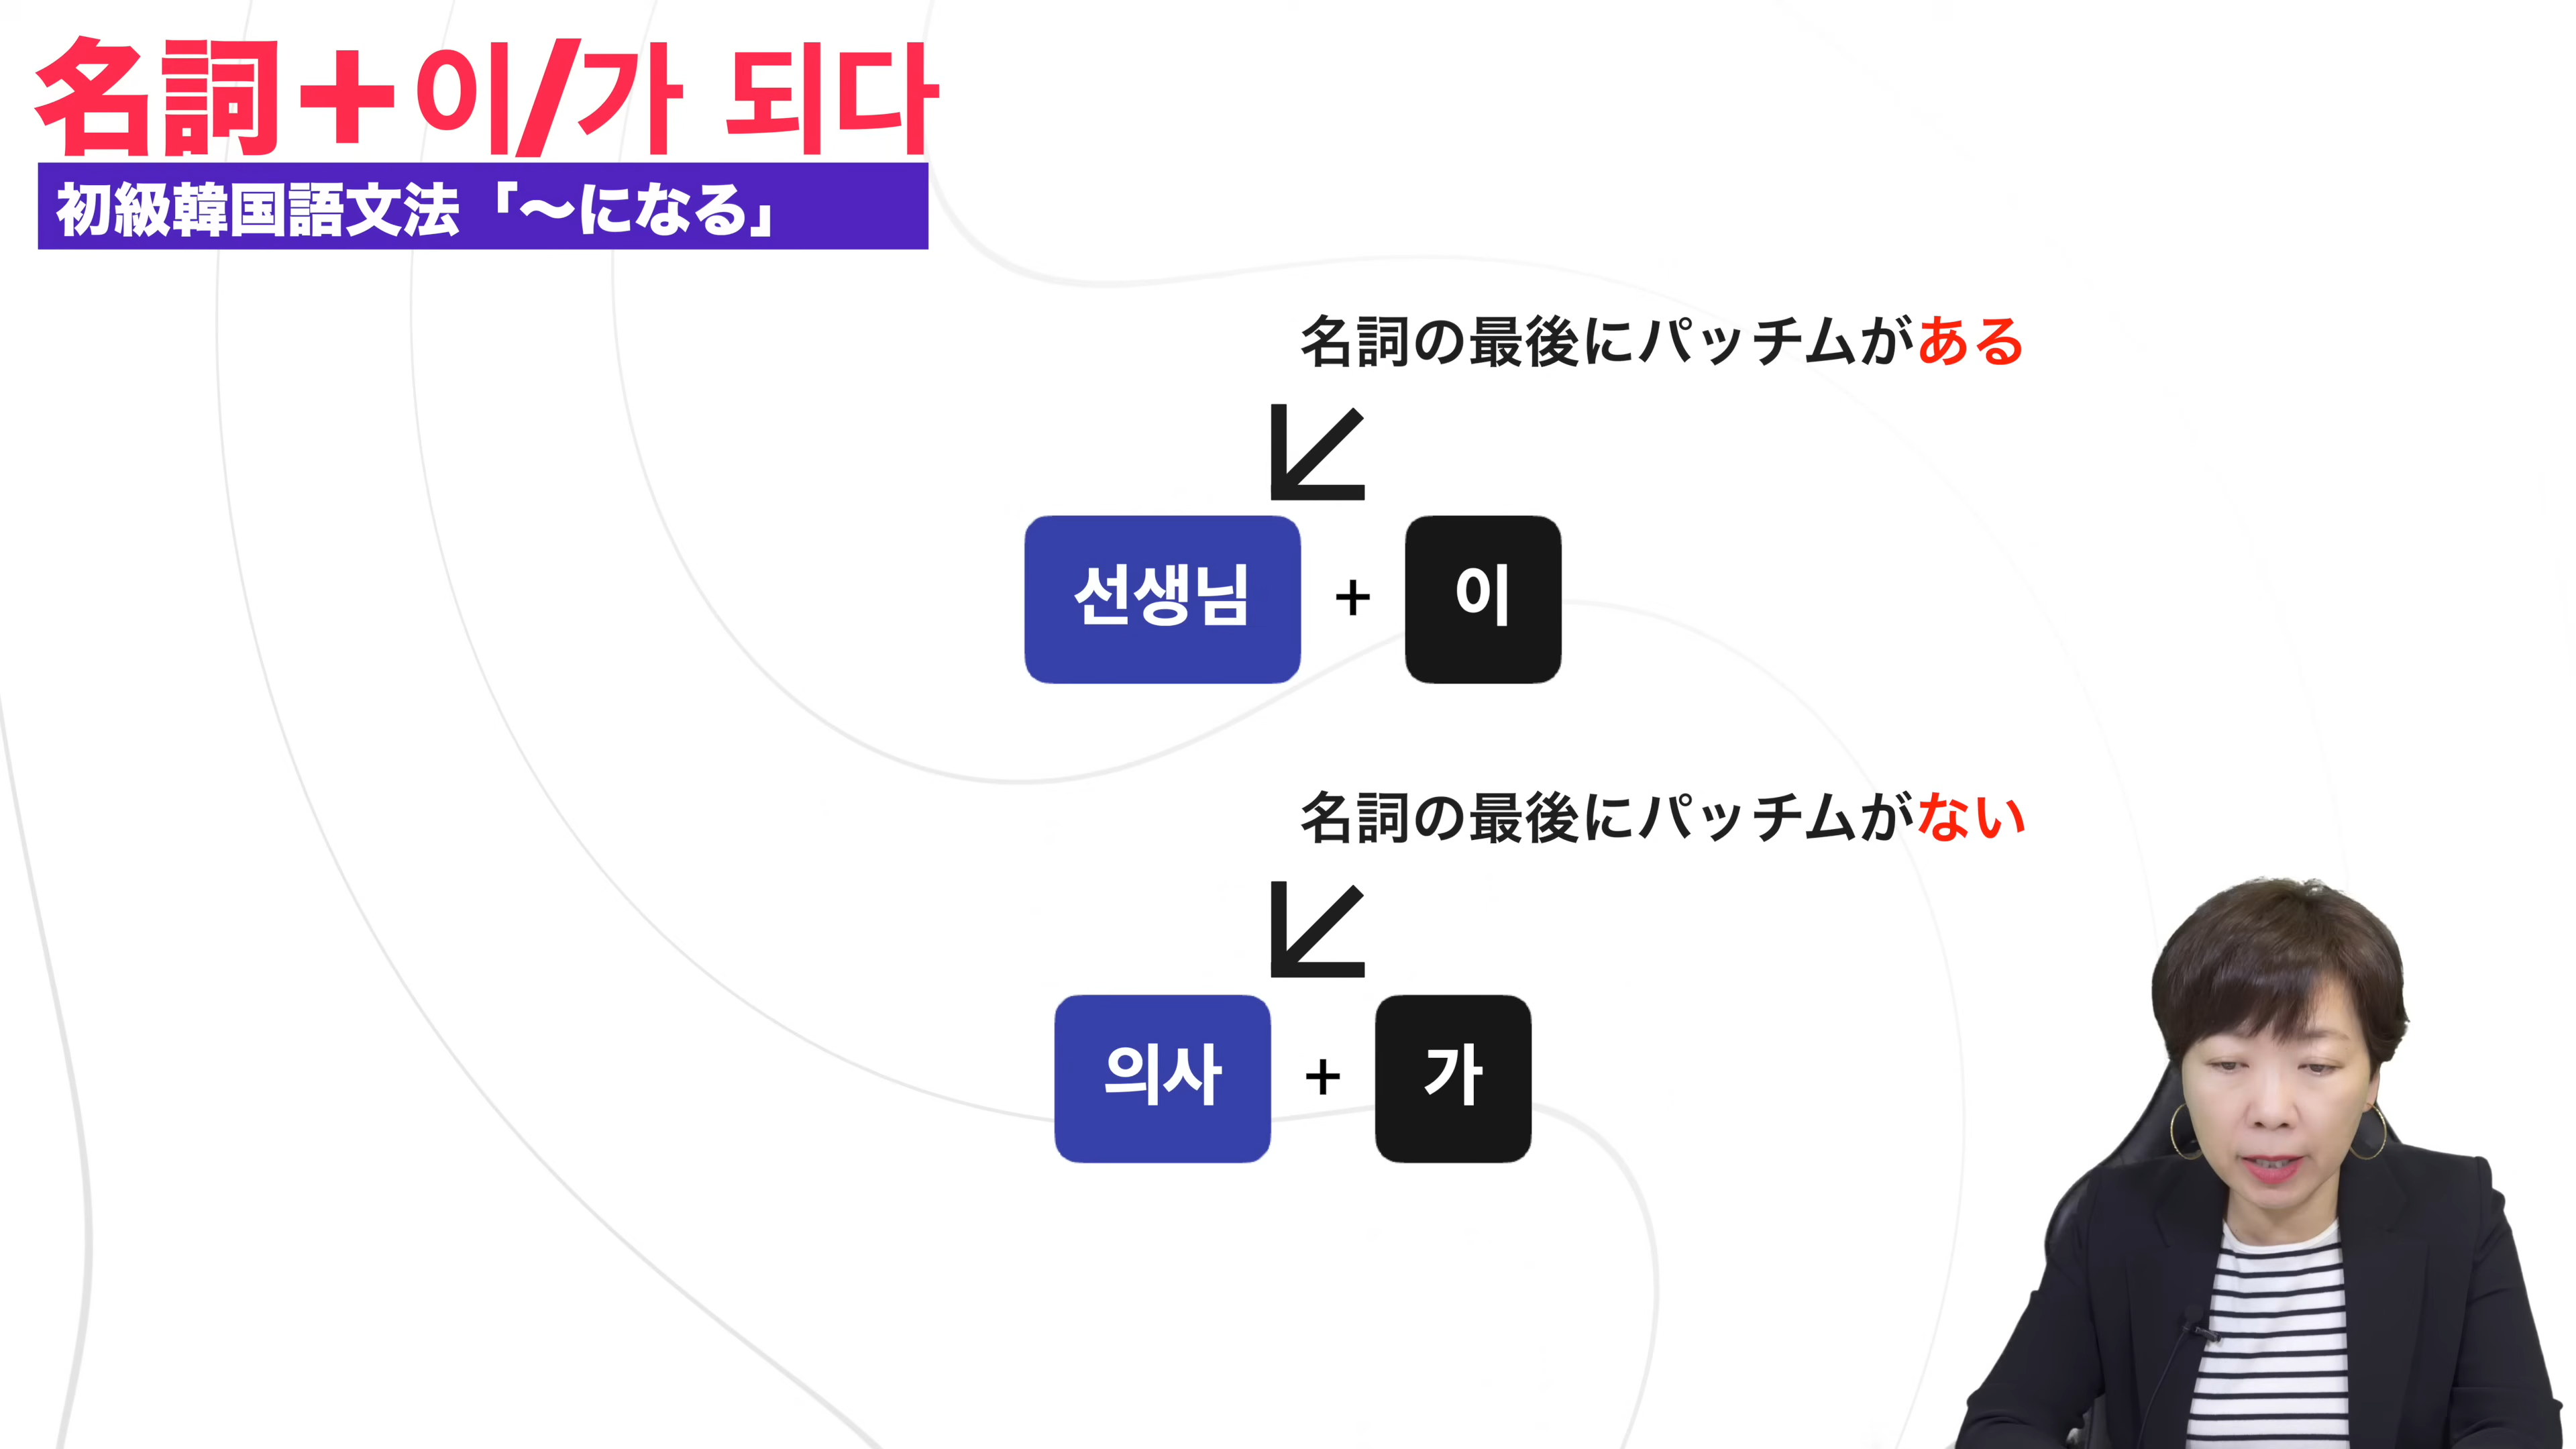 名詞＋이/가 되다
初級韓国語文法「〜になる」
名詞の最後にパッチムがある
선생님 + 이
名詞の最後にパッチムがない
의사 + 가